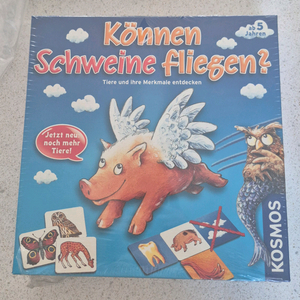 Können
Schweine fliegen?
ab 5
Jahren
Tiere und ihre Merkmale entdecken
Jetzt neu:
noch mehr
Tiere!
KOSMOS